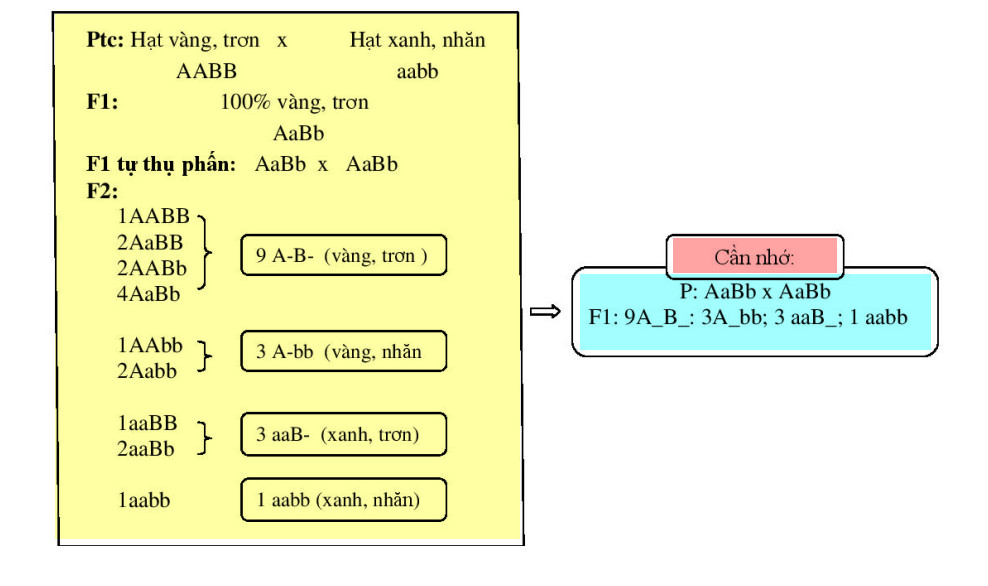 Ptc: Hạt vàng, trơn x Hạt xanh, nhăn
AABB aabb
F1: 100% vàng, trơn
AaBb
F1 tự thụ phấn: AaBb x AaBb
F2:
1AABB
2AaBB
2AABb
4AaBb
9 A-B- (vàng, trơn )
1AAbb
2Aabb
3 A-bb (vàng, nhăn
1aaBB
2aaBb
3 aaB- (xanh, trơn)
1aabb
1 aabb (xanh, nhăn)
Cần nhớ:
P: AaBb x AaBb
F1: 9A_B_: 3A_bb; 3 aaB_; 1 aabb